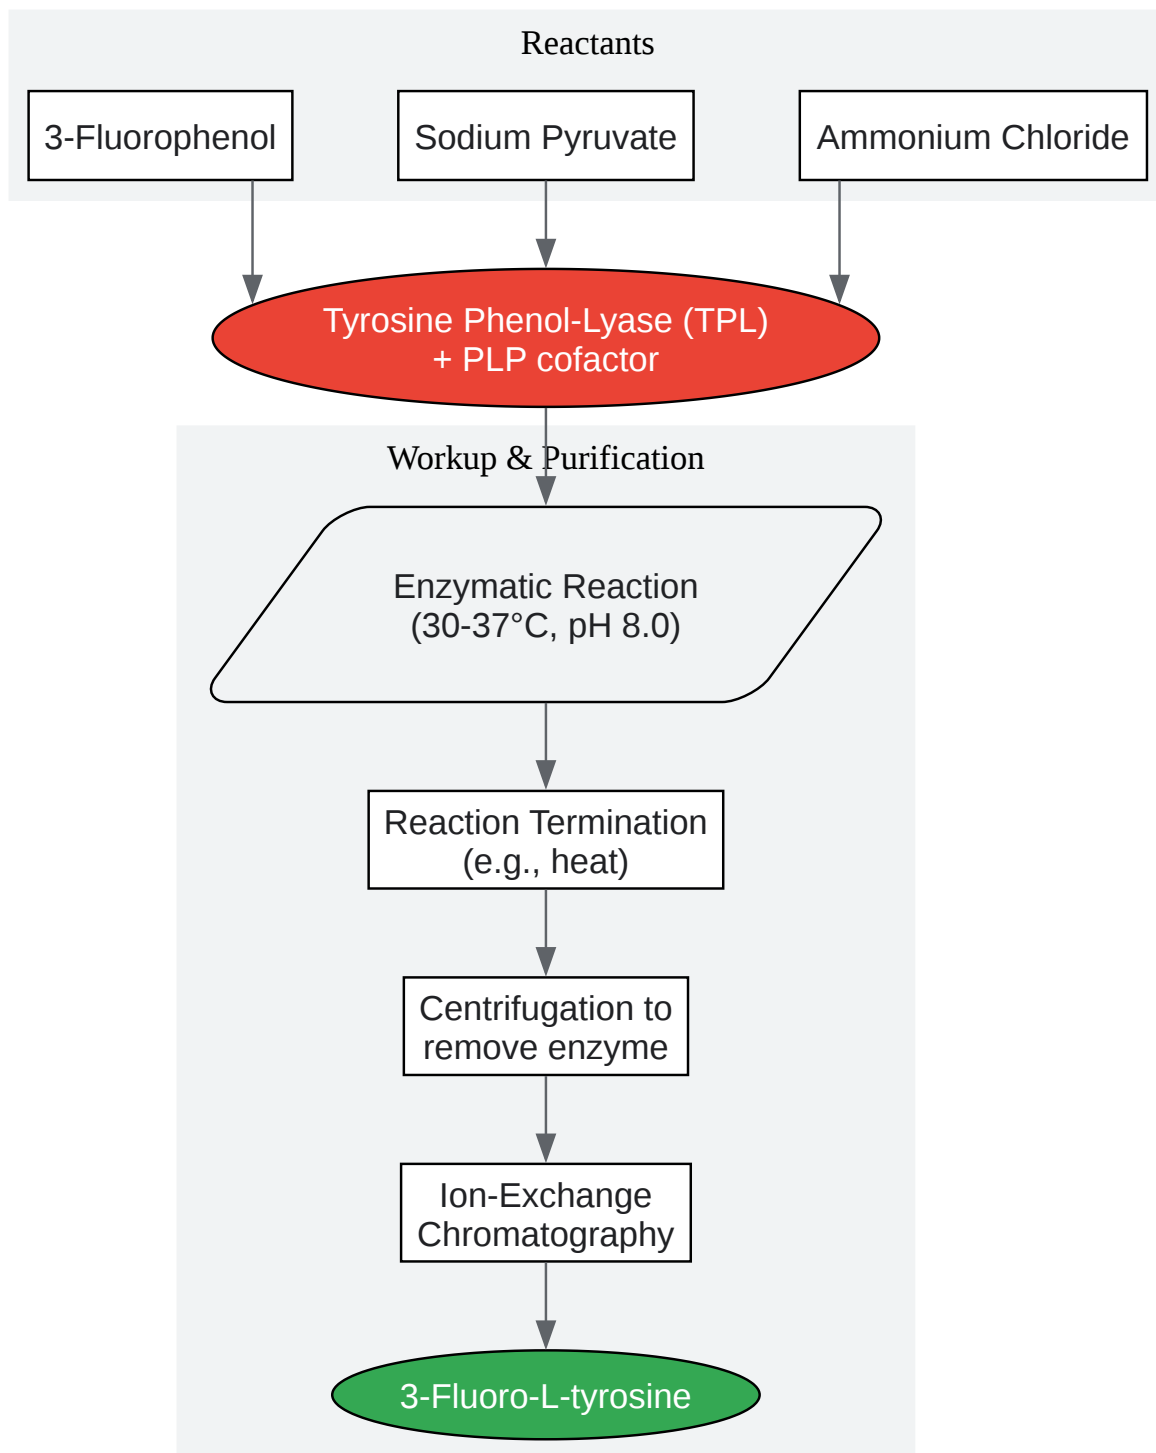 Reactants
3-Fluorophenol
Sodium Pyruvate
Ammonium Chloride
Tyrosine Phenol-Lyase (TPL)
+ PLP cofactor
Workup & Purification
Enzymatic Reaction
(30-37°C, pH 8.0)
Reaction Termination
(e.g., heat)
Centrifugation to
remove enzyme
Ion-Exchange
Chromatography
3-Fluoro-L-tyrosine